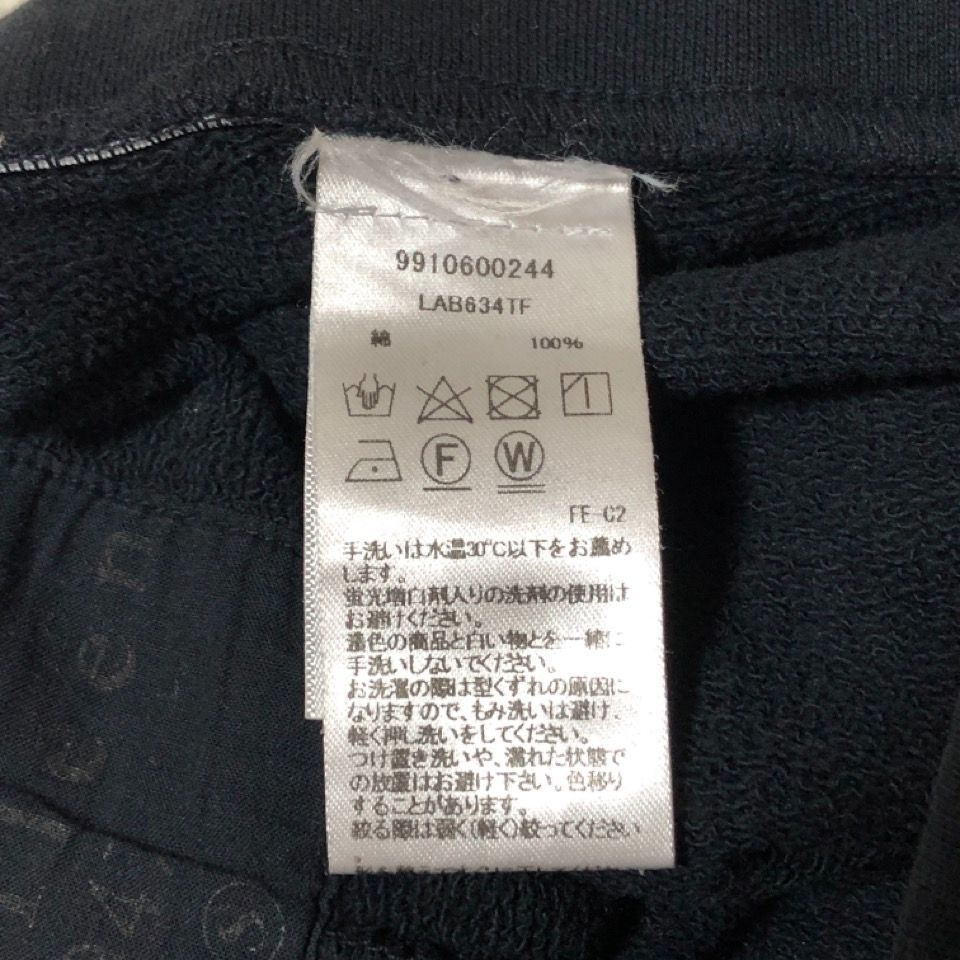 9910600244
LAB634TF
綿 100%
F W
FE-C2
手洗いは水温30℃以下をお薦め
します。
蛍光増白剤入りの洗剤の使用は
お避けください。
濃色の商品と白い物とを一緒に
手洗いしないでください。
お洗濯の際は型くずれの原因に
なりますので、もみ洗いは避け、
軽く押し洗いをしてください。
つけ置き洗いや、濡れた状態で
の放置はお避け下さい。色移り
することがあります。
絞る際は弱く(軽く)絞ってください
。
een
4
S